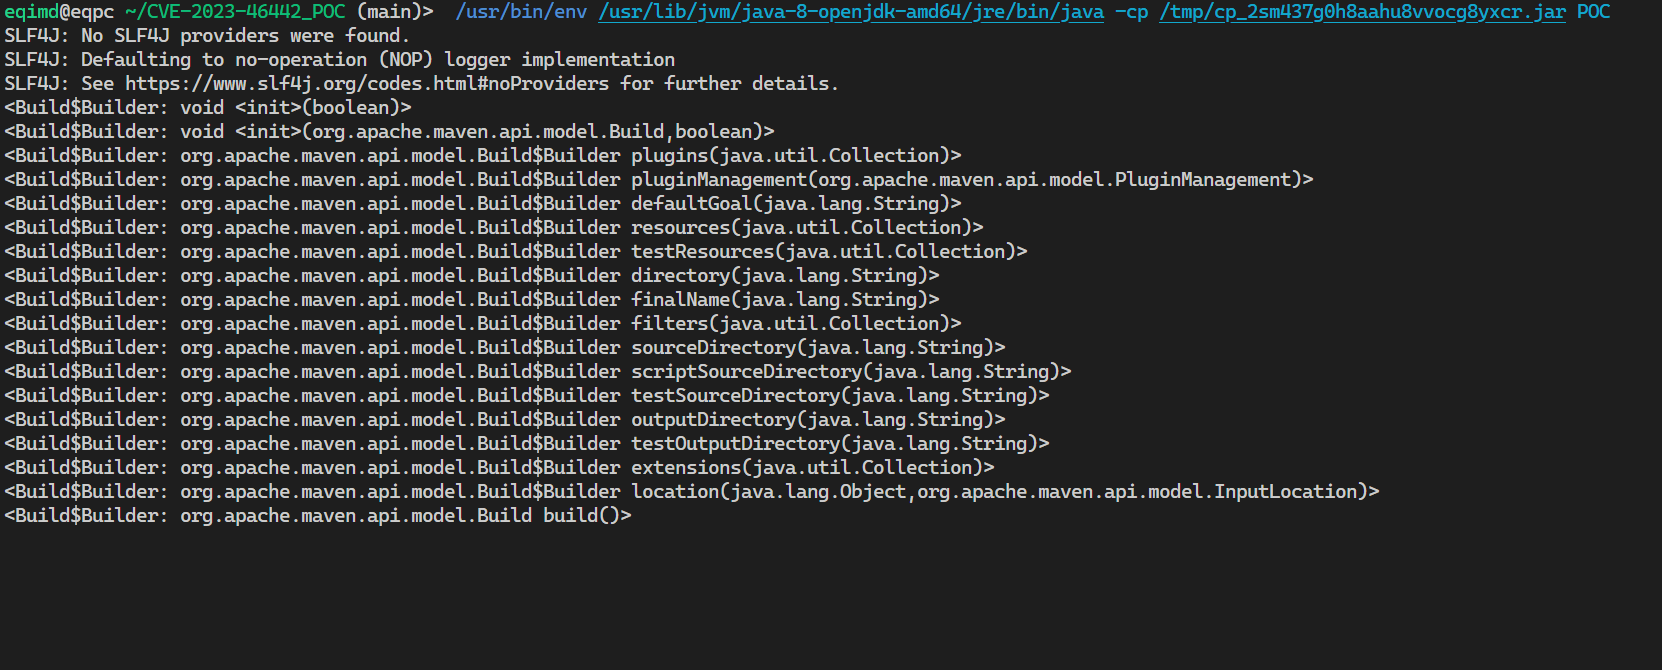 eqimd@eqpc ~/CVE-2023-46442_POC (main)>  /usr/bin/env /usr/lib/jvm/java-8-openjdk-amd64/jre/bin/java -cp /tmp/cp_2sm437g0h8aahu8vvocg8yxcr.jar POC
SLF4J: No SLF4J providers were found.
SLF4J: Defaulting to no-operation (NOP) logger implementation
SLF4J: See https://www.slf4j.org/codes.html#noProviders for further details.
<Build$Builder: void <init>(boolean)>
<Build$Builder: void <init>(org.apache.maven.api.model.Build,boolean)>
<Build$Builder: org.apache.maven.api.model.Build$Builder plugins(java.util.Collection)>
<Build$Builder: org.apache.maven.api.model.Build$Builder pluginManagement(org.apache.maven.api.model.PluginManagement)>
<Build$Builder: org.apache.maven.api.model.Build$Builder defaultGoal(java.lang.String)>
<Build$Builder: org.apache.maven.api.model.Build$Builder resources(java.util.Collection)>
<Build$Builder: org.apache.maven.api.model.Build$Builder testResources(java.util.Collection)>
<Build$Builder: org.apache.maven.api.model.Build$Builder directory(java.lang.String)>
<Build$Builder: org.apache.maven.api.model.Build$Builder finalName(java.lang.String)>
<Build$Builder: org.apache.maven.api.model.Build$Builder filters(java.util.Collection)>
<Build$Builder: org.apache.maven.api.model.Build$Builder sourceDirectory(java.lang.String)>
<Build$Builder: org.apache.maven.api.model.Build$Builder scriptSourceDirectory(java.lang.String)>
<Build$Builder: org.apache.maven.api.model.Build$Builder testSourceDirectory(java.lang.String)>
<Build$Builder: org.apache.maven.api.model.Build$Builder outputDirectory(java.lang.String)>
<Build$Builder: org.apache.maven.api.model.Build$Builder testOutputDirectory(java.lang.String)>
<Build$Builder: org.apache.maven.api.model.Build$Builder extensions(java.util.Collection)>
<Build$Builder: org.apache.maven.api.model.Build$Builder location(java.lang.Object,org.apache.maven.api.model.InputLocation)>
<Build$Builder: org.apache.maven.api.model.Build build()>